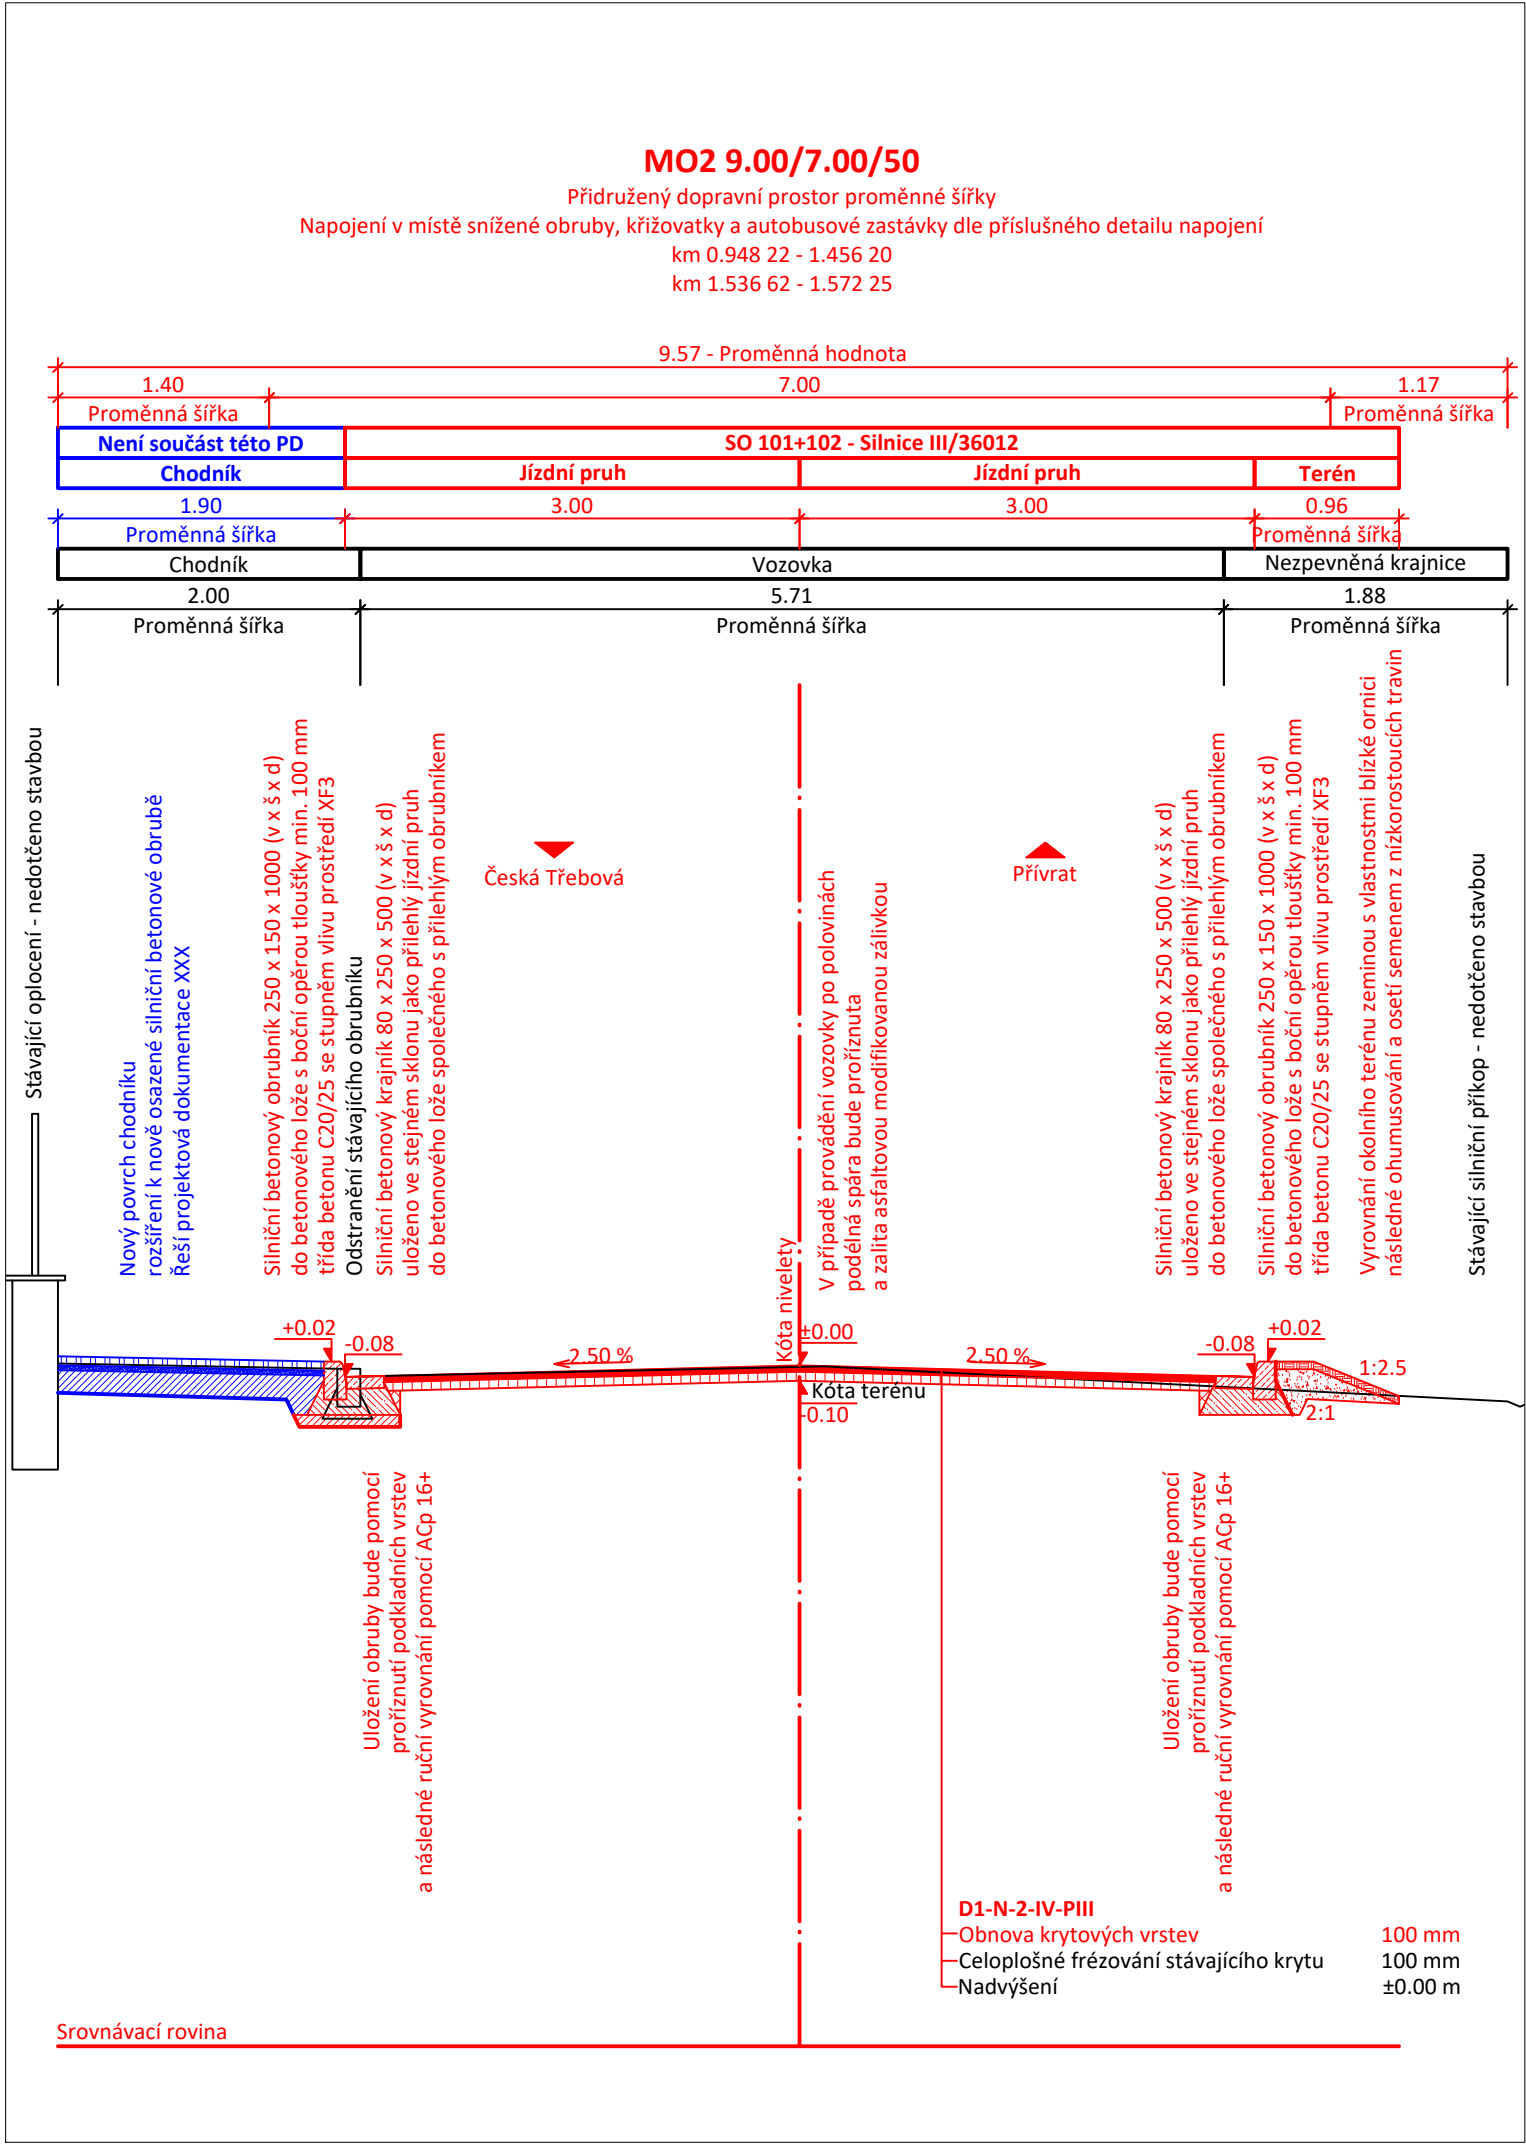 MO2 9.00/7.00/50
Přidružený dopravní prostor proměnné šířky
Napojení v místě snížené obruby, křižovatky a autobusové zastávky dle příslušného detailu napojení
km 0.948 22 - 1.456 20
km 1.536 62 - 1.572 25
9.57 - Proměnná hodnota
1.40
7.00
1.17
Proměnná šířka
Proměnná šířka
Není součást této PD
SO 101+102 - Silnice III/36012
Chodník
Jízdní pruh
Jízdní pruh
Terén
1.90
3.00
3.00
0.96
Proměnná šířka
Proměnná šířka
Chodník
Vozovka
Nezpevněná krajnice
2.00
5.71
1.88
Proměnná šířka
Proměnná šířka
Proměnná šířka
Stávající oplocení - nedotčeno stavbou
Nový povrch chodníku
rozšíření k nově osazené silniční betonové obrubě
Řeší projektová dokumentace XXX
Silniční betonový obrubník 250 x 150 x 1000 (v x š x d)
do betonového lože s boční opěrou tloušťky min. 100 mm
třída betonu C20/25 se stupněm vlivu prostředí XF3
Odstranění stávajícího obrubníku
Silniční betonový krajník 80 x 250 x 500 (v x š x d)
uloženo ve stejném sklonu jako přilehlý jízdní pruh
do betonového lože společného s přilehlým obrubníkem
Česká Třebová
Kóta nivelety
V případě provádění vozovky po polovinách
podélná spára bude proříznuta
a zalita asfaltovou modifikovanou zálivkou
Přívrat
Silniční betonový krajník 80 x 250 x 500 (v x š x d)
uloženo ve stejném sklonu jako přilehlý jízdní pruh
do betonového lože společného s přilehlým obrubníkem
Silniční betonový obrubník 250 x 150 x 1000 (v x š x d)
do betonového lože s boční opěrou tloušťky min. 100 mm
třída betonu C20/25 se stupněm vlivu prostředí XF3
Vyrovnání okolního terénu zeminou s vlastnostmi blízké ornici
následné ohumusování a osetí semenem z nízkorostoucích travin
Stávající silniční příkop - nedotčeno stavbou
+0.02
-0.08
2.50 %
±0.00
2.50 %
-0.08
+0.02
1:2.5
Kóta terénu
-0.10
2:1
Uložení obruby bude pomocí
proříznutí podkladních vrstev
a následné ruční vyrovnání pomocí ACp 16+
Uložení obruby bude pomocí
proříznutí podkladních vrstev
a následné ruční vyrovnání pomocí ACp 16+
D1-N-2-IV-PIII
Obnova krytových vrstev 100 mm
Celoplošné frézování stávajícího krytu 100 mm
Nadvýšení ±0.00 m
Srovnávací rovina